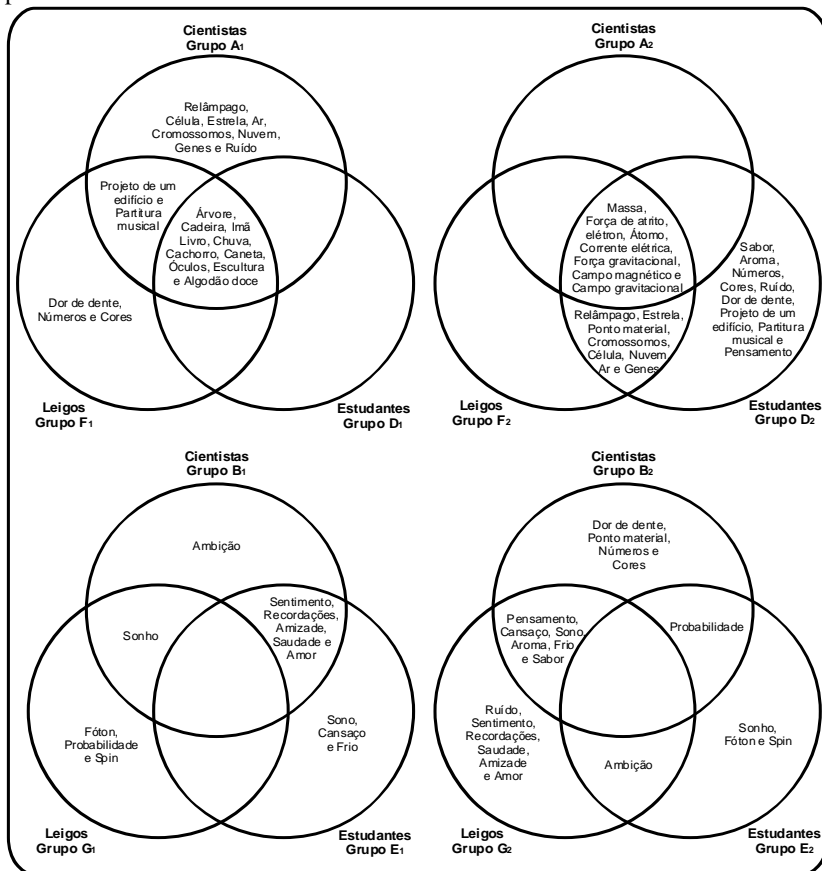 Cientistas
Grupo A1
Relâmpago,
Célula, Estrela, Ar,
Cromossomos, Nuvem,
Genes e Ruído
Projeto de um
edifício e
Partitura
musical
Árvore,
Cadeira, Imã
Livro, Chuva,
Cachorro, Caneta,
Óculos, Escultura
e Algodão doce
Dor de dente,
Números e Cores
Leigos
Grupo F1
Estudantes
Grupo D1
Cientistas
Grupo A2
Massa,
Força de atrito,
elétron, Átomo,
Corrente elétrica,
Força gravitacional,
Campo magnético e
Campo gravitacional
Sabor,
Aroma,
Números,
Cores, Ruído,
Dor de dente,
Projeto de um
edifício, Partitura
musical e
Pensamento
Relâmpago, Estrela,
Ponto material,
Cromossomos,
Célula, Nuvem,
Ar e Genes
Leigos
Grupo F2
Estudantes
Grupo D2
Cientistas
Grupo B1
Ambição
Sonho
Sentimento,
Recordações,
Amizade,
Saudade e
Amor
Fóton,
Probabilidade
e Spin
Sono,
Cansaço
e Frio
Leigos
Grupo G1
Estudantes
Grupo E1
Cientistas
Grupo B2
Dor de dente,
Ponto material,
Números e
Cores
Pensamento,
Cansaço, Sono,
Aroma, Frio
e Sabor
Probabilidade
Ruído,
Sentimento,
Recordações,
Saudade,
Amizade
e Amor
Ambição
Sonho,
Fóton e Spin
Leigos
Grupo G2
Estudantes
Grupo E2